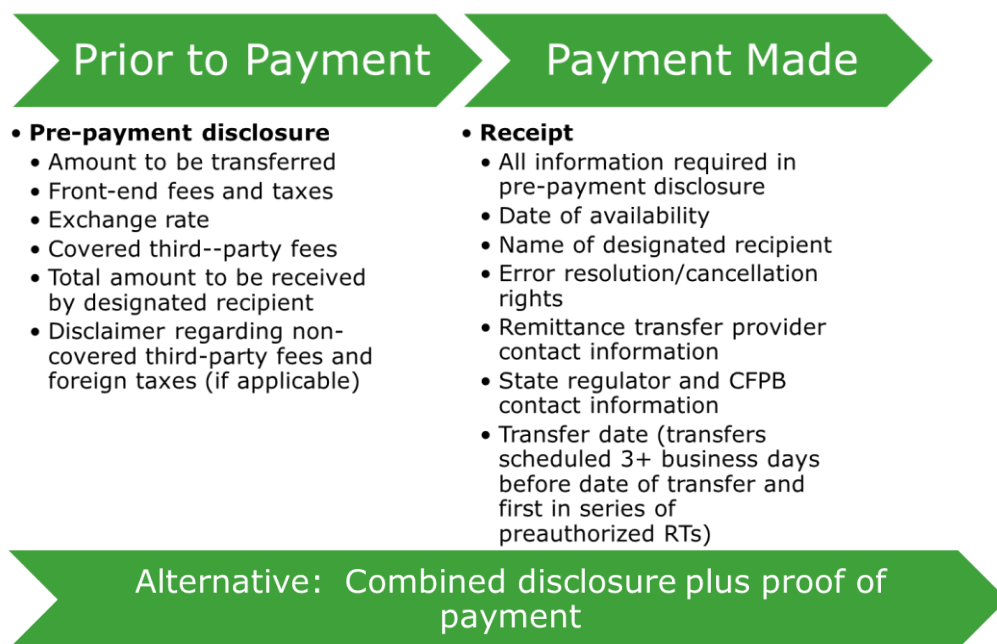 Prior to Payment
Payment Made
• Pre-payment disclosure
• Amount to be transferred
• Front-end fees and taxes
• Exchange rate
• Covered third--party fees
• Total amount to be received
by designated recipient
• Disclaimer regarding non-
covered third-party fees and
foreign taxes (if applicable)
• Receipt
• All information required in
pre-payment disclosure
• Date of availability
• Name of designated recipient
• Error resolution/cancellation
rights
• Remittance transfer provider
contact information
• State regulator and CFPB
contact information
• Transfer date (transfers
scheduled 3+ business days
before date of transfer and
first in series of
preauthorized RTs)
Alternative: Combined disclosure plus proof of
payment